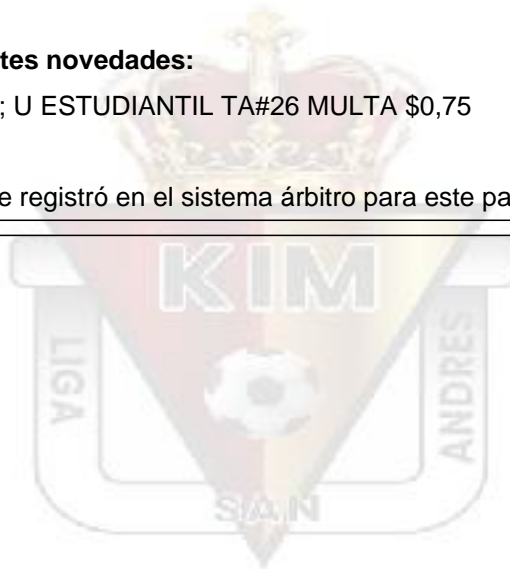 tes novedades:
; U ESTUDIANTIL TA#26 MULTA $0,75
e registró en el sistema árbitro para este pa
KIM
LIGA
ANDRES
SAN